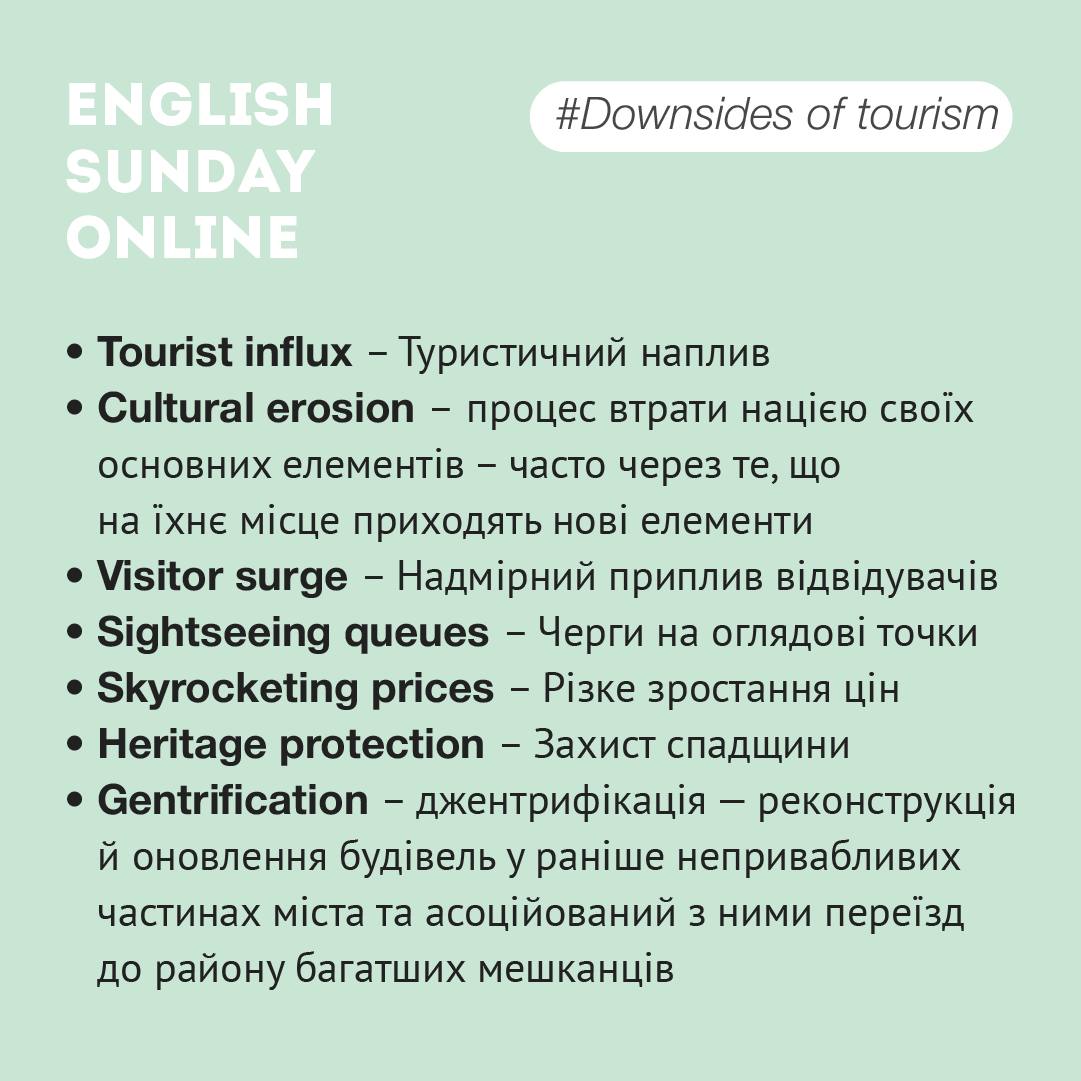 ENGLISH
SUNDAY
ONLINE
#Downsides of tourism
• Tourist influx – Туристичний наплив
• Cultural erosion – процес втрати нацією своїх
основних елементів – часто через те, що
на їхнє місце приходять нові елементи
• Visitor surge – Надмірний приплив відвідувачів
• Sightseeing queues – Черги на оглядові точки
• Skyrocketing prices – Різке зростання цін
• Heritage protection – Захист спадщини
• Gentrification – джентрифікація — реконструкція
й оновлення будівель у раніше непривабливих
частинах міста та асоційований з ними переїзд
до району багатших мешканців